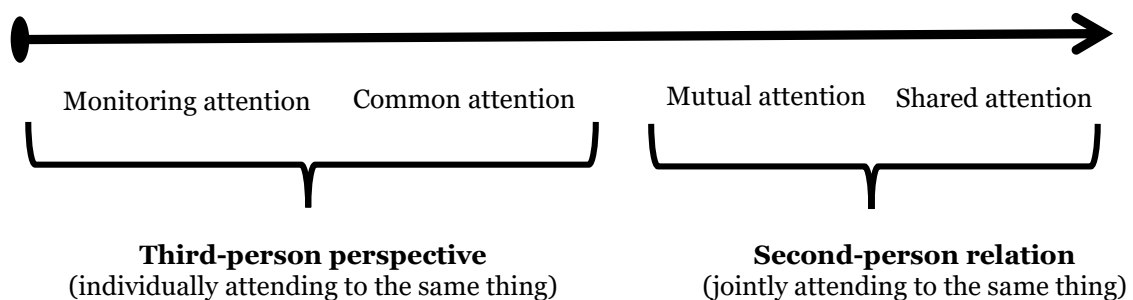 Monitoring attention Common attention Mutual attention Shared attention
Third-person perspective Second-person relation
(individually attending to the same thing) (jointly attending to the same thing)